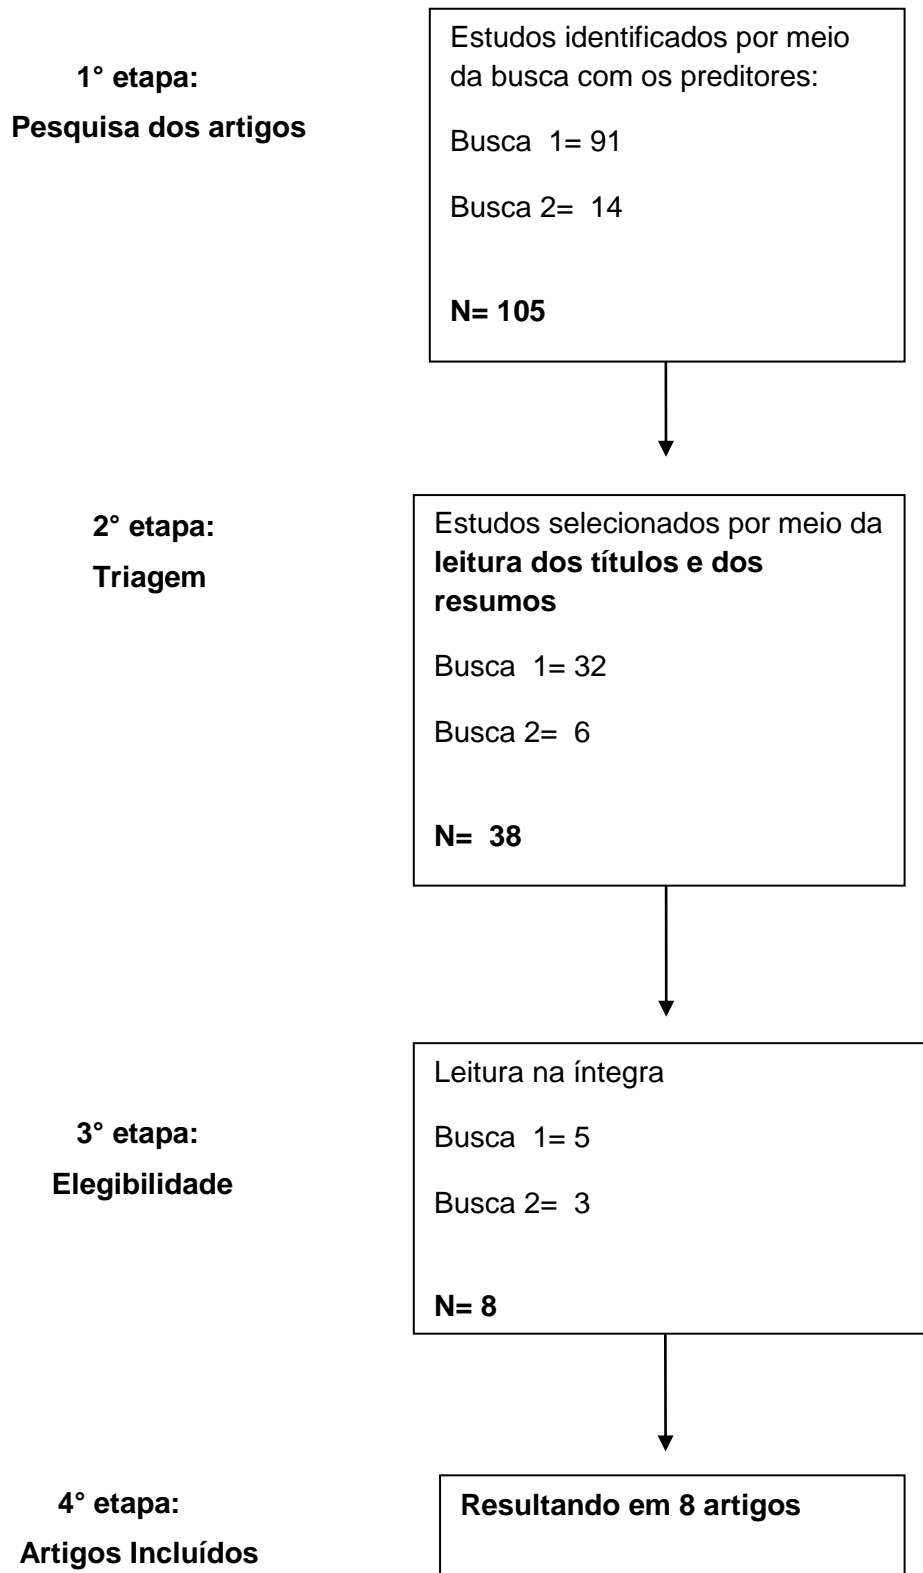 1° etapa:
Pesquisa dos artigos
Estudos identificados por meio
da busca com os preditores:
Busca 1= 91
Busca 2= 14
N= 105
2° etapa:
Triagem
Estudos selecionados por meio da
leitura dos títulos e dos
resumos
Busca 1= 32
Busca 2= 6
N= 38
3° etapa:
Elegibilidade
Leitura na íntegra
Busca 1= 5
Busca 2= 3
N= 8
4° etapa:
Artigos Incluídos
Resultando em 8 artigos